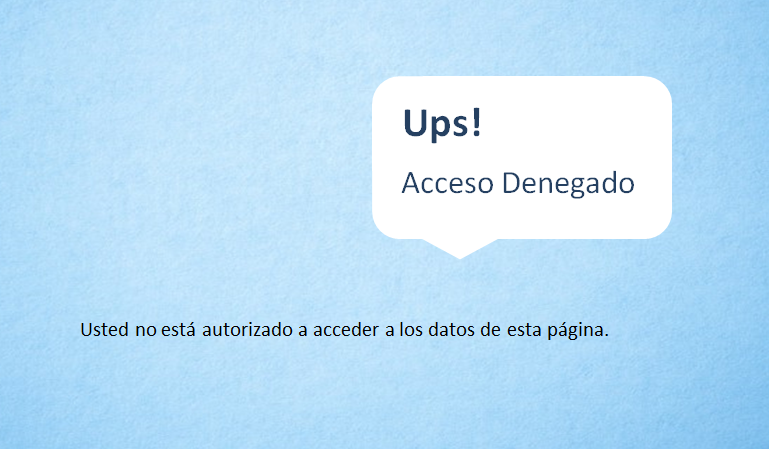 Ups!
Acceso Denegado
Usted no está autorizado a acceder a los datos de esta página.